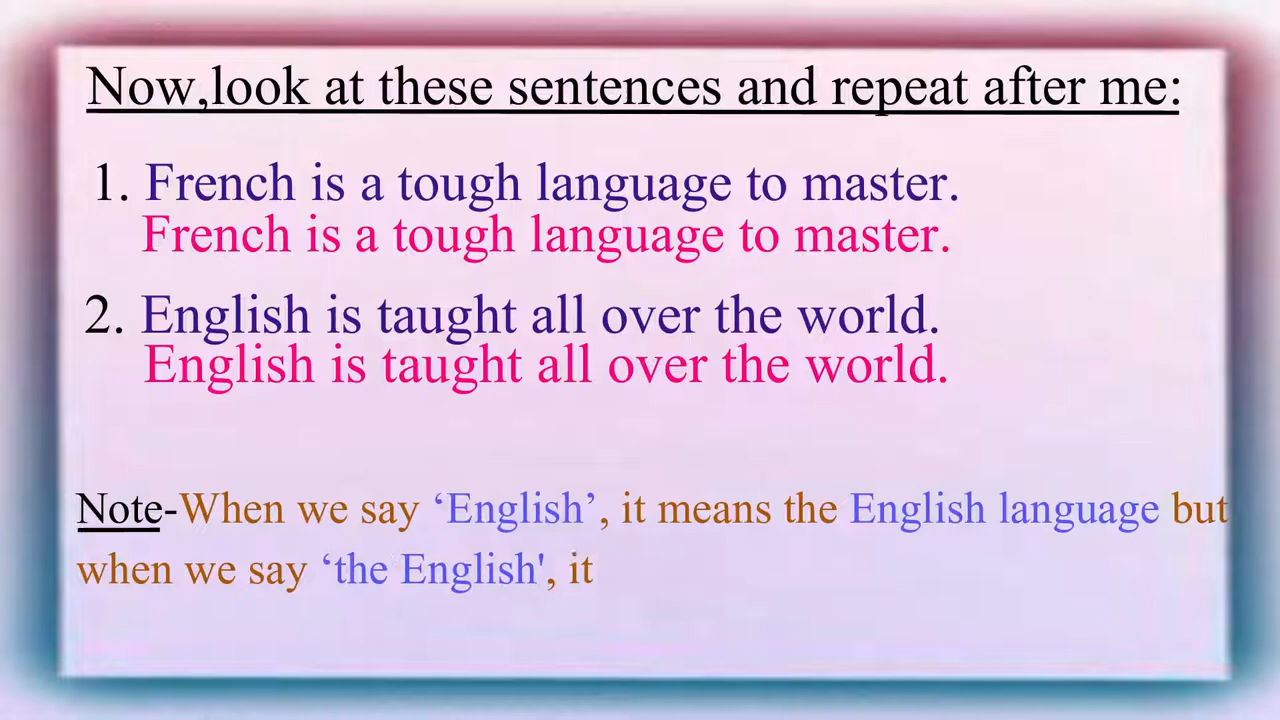 Now,look at these sentences and repeat after me:
1. French is a tough language to master.
French is a tough language to master.
2. English is taught all over the world.
English is taught all over the world.
Note-When we say ‘English’, it means the English language but
when we say ‘the English', it